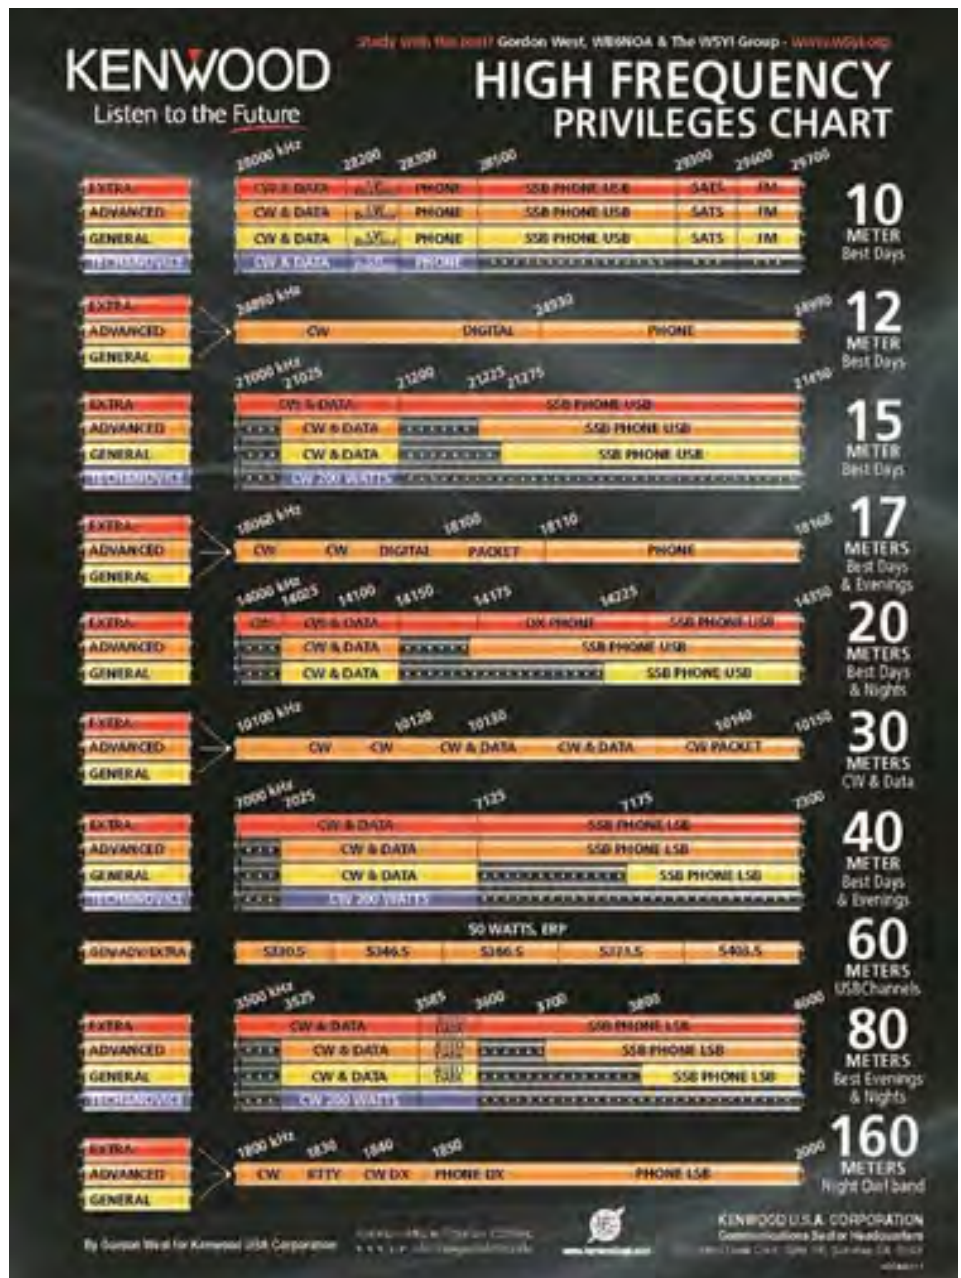 Study with the best! Gordon West, WB6NOA & The W5YI Group - www.w5yi.org
KENWOOD
Listen to the Future
HIGH FREQUENCY
PRIVILEGES CHART
28000 kHz 28200 28300 28500 29300 29600 29700
EXTRA CW & DATA PHONE SSB PHONE USB SATS FM
ADVANCED CW & DATA PHONE SSB PHONE USB SATS FM
GENERAL CW & DATA PHONE SSB PHONE USB SATS FM
TECH/NOVICE CW & DATA PHONE
10
METER
Best Days
24890 kHz 24930 24990
EXTRA
ADVANCED CW DIGITAL PHONE
GENERAL
12
METER
Best Days
21000 kHz 21025 21200 21225 21275 21450
EXTRA CW & DATA SSB PHONE USB
ADVANCED CW & DATA SSB PHONE USB
GENERAL CW & DATA SSB PHONE USB
TECH/NOVICE CW 200 WATTS
15
METER
Best Days
18068 kHz 18100 18110 18168
EXTRA
ADVANCED CW CW DIGITAL PACKET PHONE
GENERAL
17
METERS
Best Days
& Evenings
14000 kHz 14025 14100 14150 14175 14225 14350
EXTRA CW CW & DATA DX PHONE SSB PHONE USB
ADVANCED CW & DATA SSB PHONE USB
GENERAL CW & DATA SSB PHONE USB
20
METERS
Best Days
& Nights
10100 kHz 10120 10130 10140 10150
EXTRA
ADVANCED CW CW CW & DATA CW & DATA CW PACKET
GENERAL
30
METERS
CW & Data
7000 kHz 7025 7125 7175 7300
EXTRA CW & DATA SSB PHONE LSB
ADVANCED CW & DATA SSB PHONE LSB
GENERAL CW & DATA SSB PHONE LSB
TECH/NOVICE CW 200 WATTS
40
METER
Best Days
& Evenings
50 WATTS, ERP
GEN/ADV/EXTRA 5330.5 5346.5 5366.5 5371.5 5403.5
60
METERS
USB Channels
3500 kHz 3525 3585 3600 3700 3800 4000
EXTRA CW & DATA SSB PHONE LSB
ADVANCED CW & DATA SSB PHONE LSB
GENERAL CW & DATA SSB PHONE LSB
TECH/NOVICE CW 200 WATTS
80
METERS
Best Evenings
& Nights
1800 kHz 1830 1840 1850 2000
EXTRA
ADVANCED CW RTTY CW DX PHONE DX PHONE LSB
GENERAL
160
METERS
Night Owl band
By Gordon West for Kenwood USA Corporation
KENWOOD U.S.A. CORPORATION
Communications Sector Headquarters